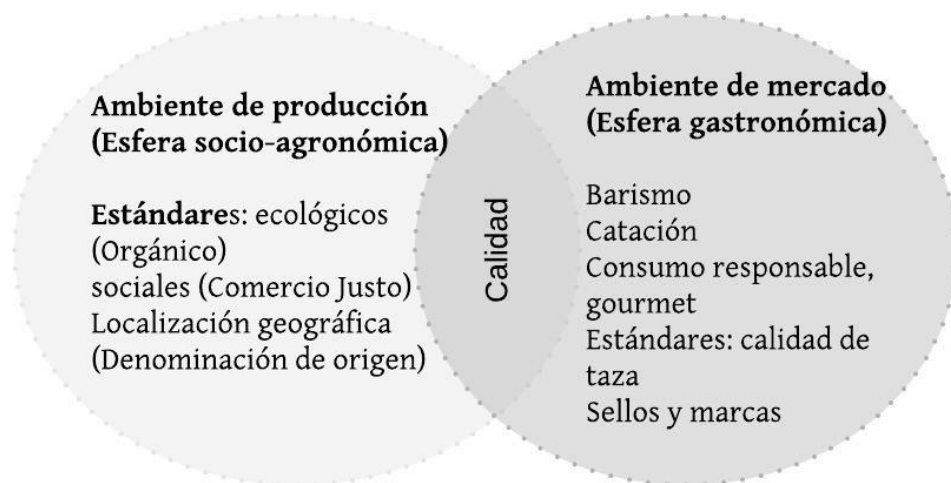 Ambiente de producción
(Esfera socio-agronómica)
Estándares: ecológicos
(Orgánico)
sociales (Comercio Justo)
Localización geográfica
(Denominación de origen)
Calidad
Ambiente de mercado
(Esfera gastronómica)
Barismo
Catación
Consumo responsable,
gourmet
Estándares: calidad de
taza
Sellos y marcas